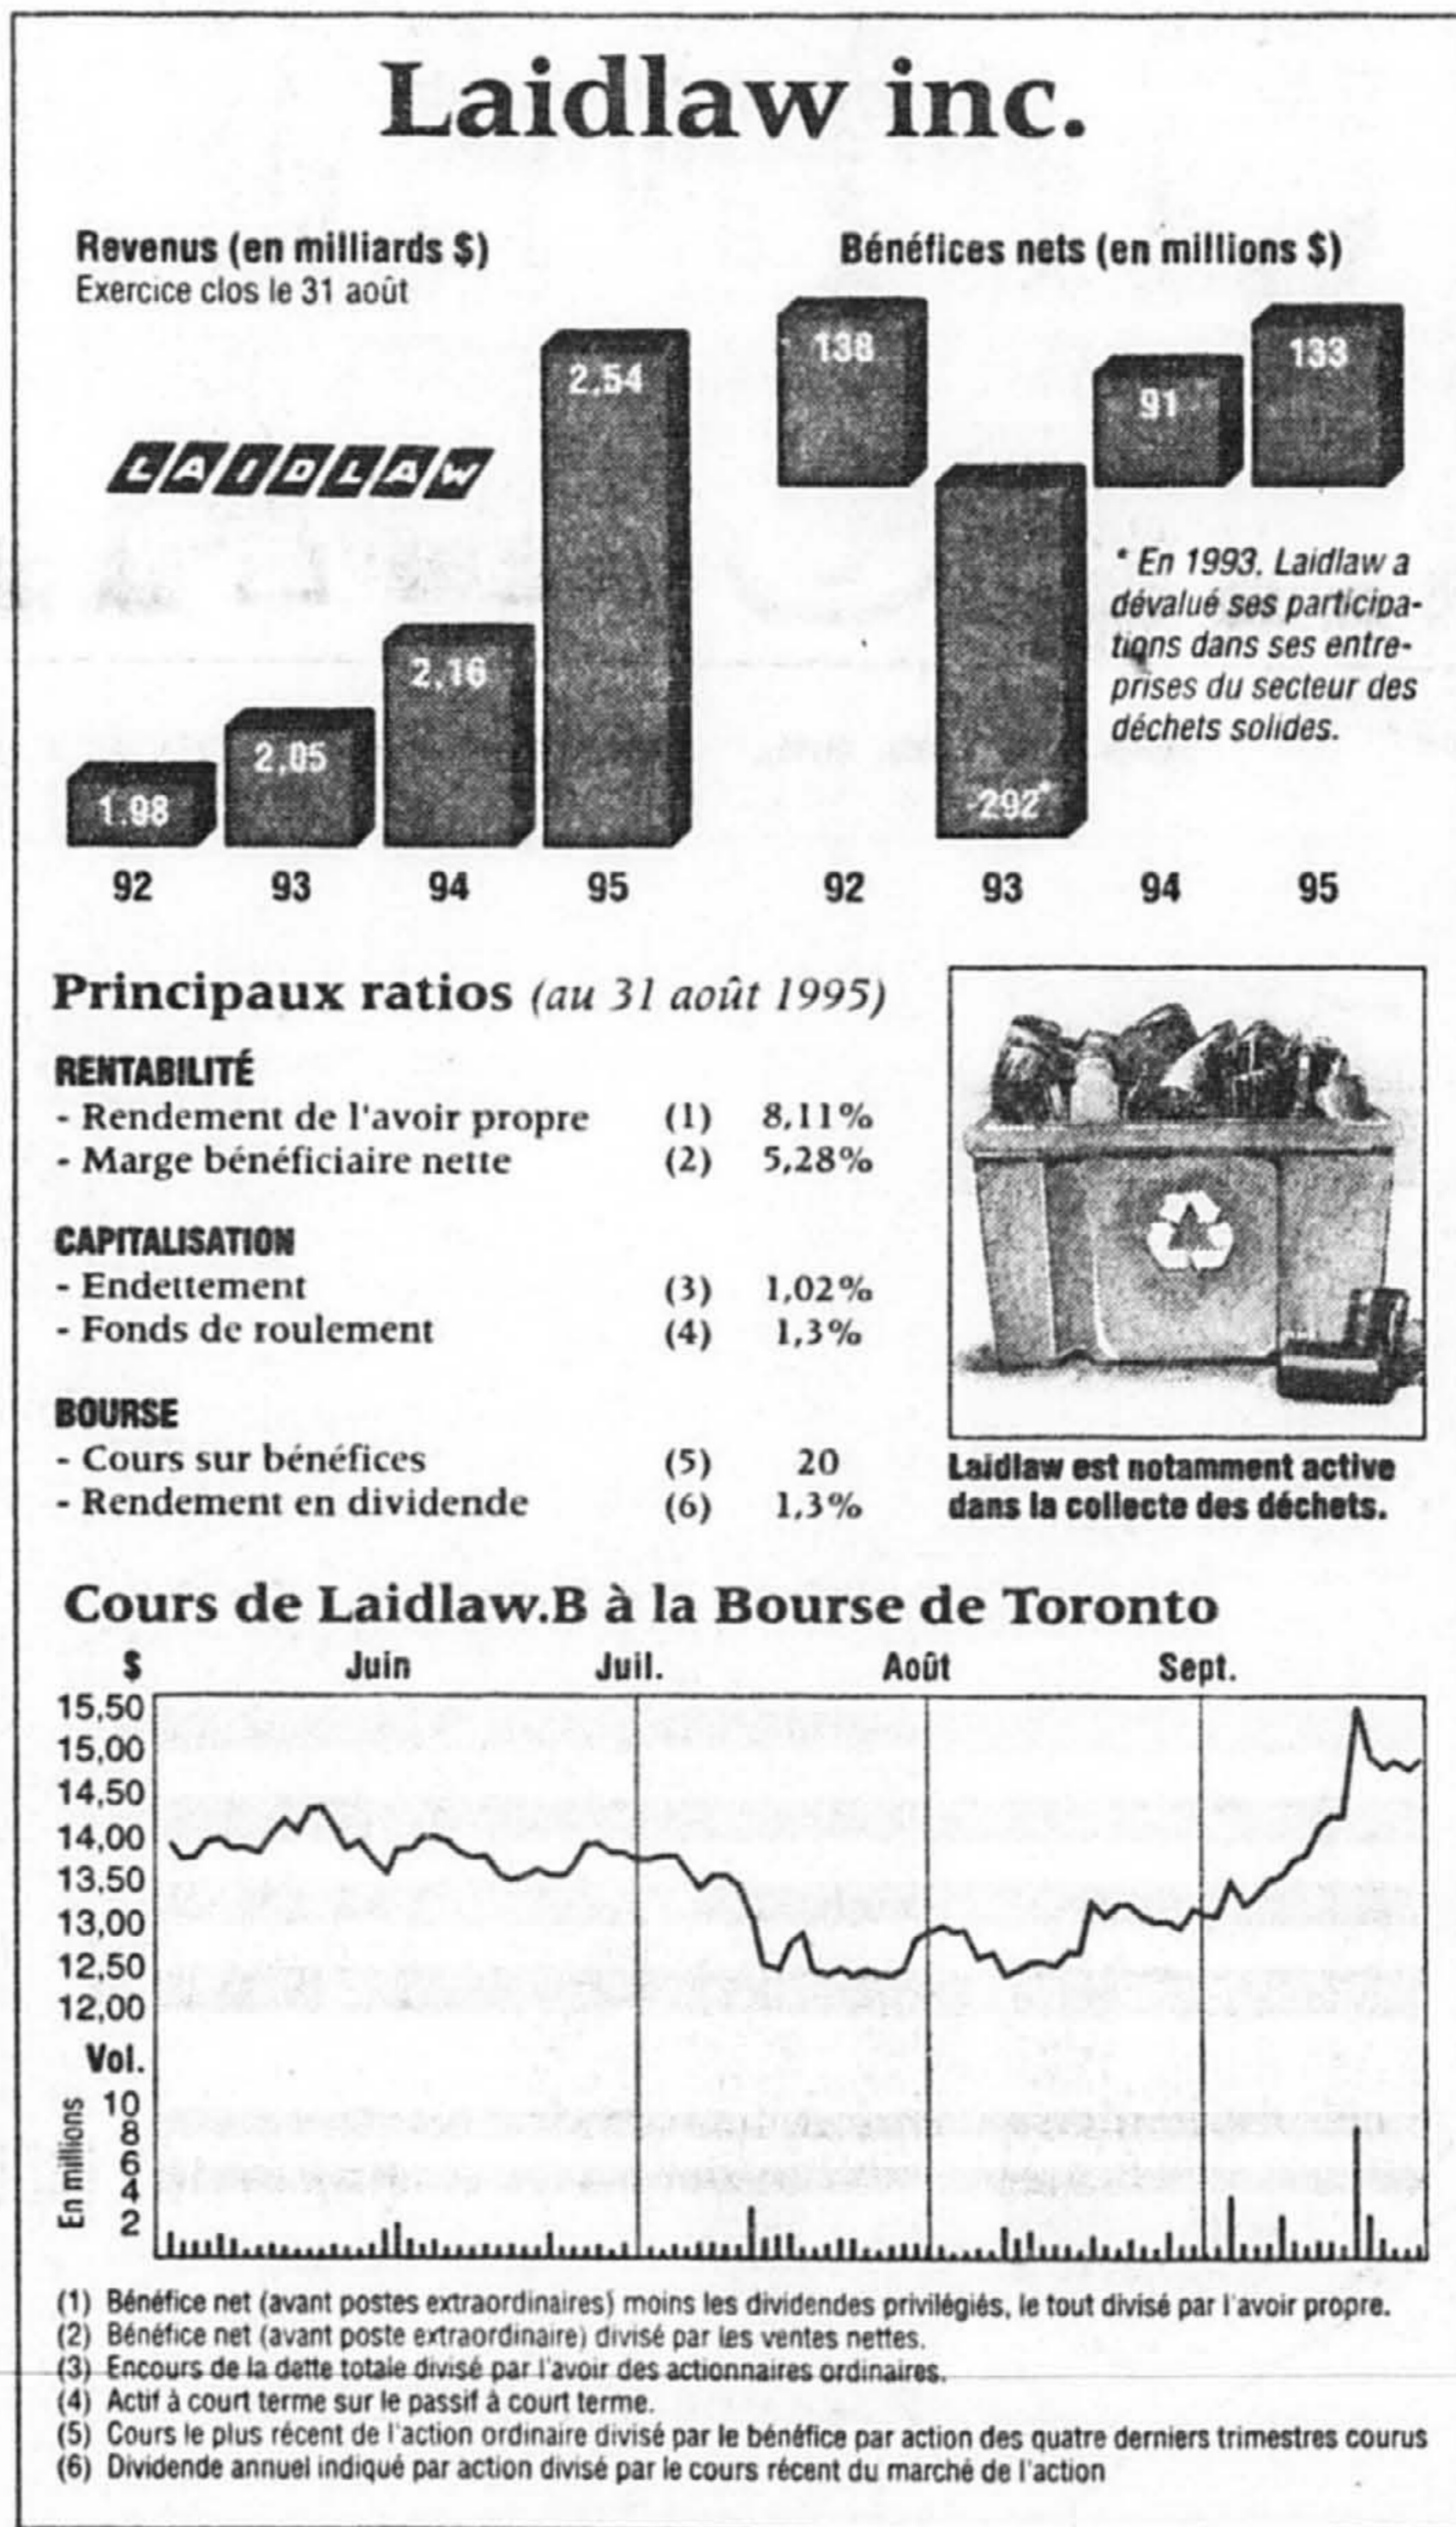 Laidlaw inc.
Revenus (en milliards $)
Exercice clos le 31 août
LAIDLAW
1.98
2,05
2,16
2,54
92 93 94 95
Bénéfices nets (en millions $)
138
-292*
91
133
* En 1993, Laidlaw a
dévalué ses participa-
tions dans ses entre-
prises du secteur des
déchets solides.
92 93 94 95
Principaux ratios (au 31 août 1995)
RENTABILITÉ
- Rendement de l'avoir propre (1) 8,11%
- Marge bénéficiaire nette (2) 5,28%
CAPITALISATION
- Endettement (3) 1,02%
- Fonds de roulement (4) 1,3%
BOURSE
- Cours sur bénéfices (5) 20
- Rendement en dividende (6) 1,3%
Laidlaw est notamment active
dans la collecte des déchets.
Cours de Laidlaw.B à la Bourse de Toronto
$ Juin Juil. Août Sept.
15,50
15,00
14,50
14,00
13,50
13,00
12,50
12,00
Vol.
En millions
10
8
6
4
2
(1) Bénéfice net (avant postes extraordinaires) moins les dividendes privilégiés, le tout divisé par l'avoir propre.
(2) Bénéfice net (avant poste extraordinaire) divisé par les ventes nettes.
(3) Encours de la dette totale divisé par l'avoir des actionnaires ordinaires.
(4) Actif à court terme sur le passif à court terme.
(5) Cours le plus récent de l'action ordinaire divisé par le bénéfice par action des quatre derniers trimestres courus
(6) Dividende annuel indiqué par action divisé par le cours récent du marché de l'action